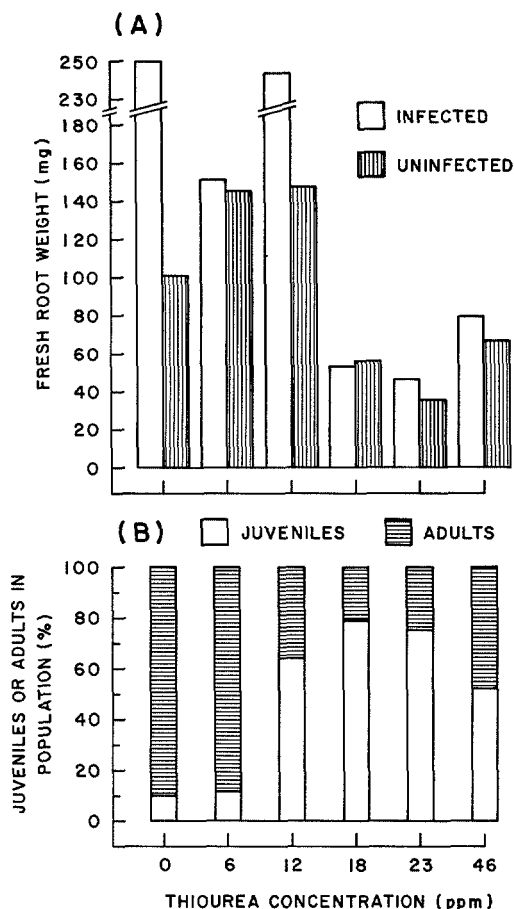 (A)
250
230
180
160
140
120
100
80
60
40
20
0
FRESH ROOT WEIGHT (mg)
INFECTED
UNINFECTED
(B)
JUVENILES
ADULTS
100
80
60
40
20
0
JUVENILES OR ADULTS IN
POPULATION (%)
0 6 12 18 23 46
THIOUREA CONCENTRATION (ppm)